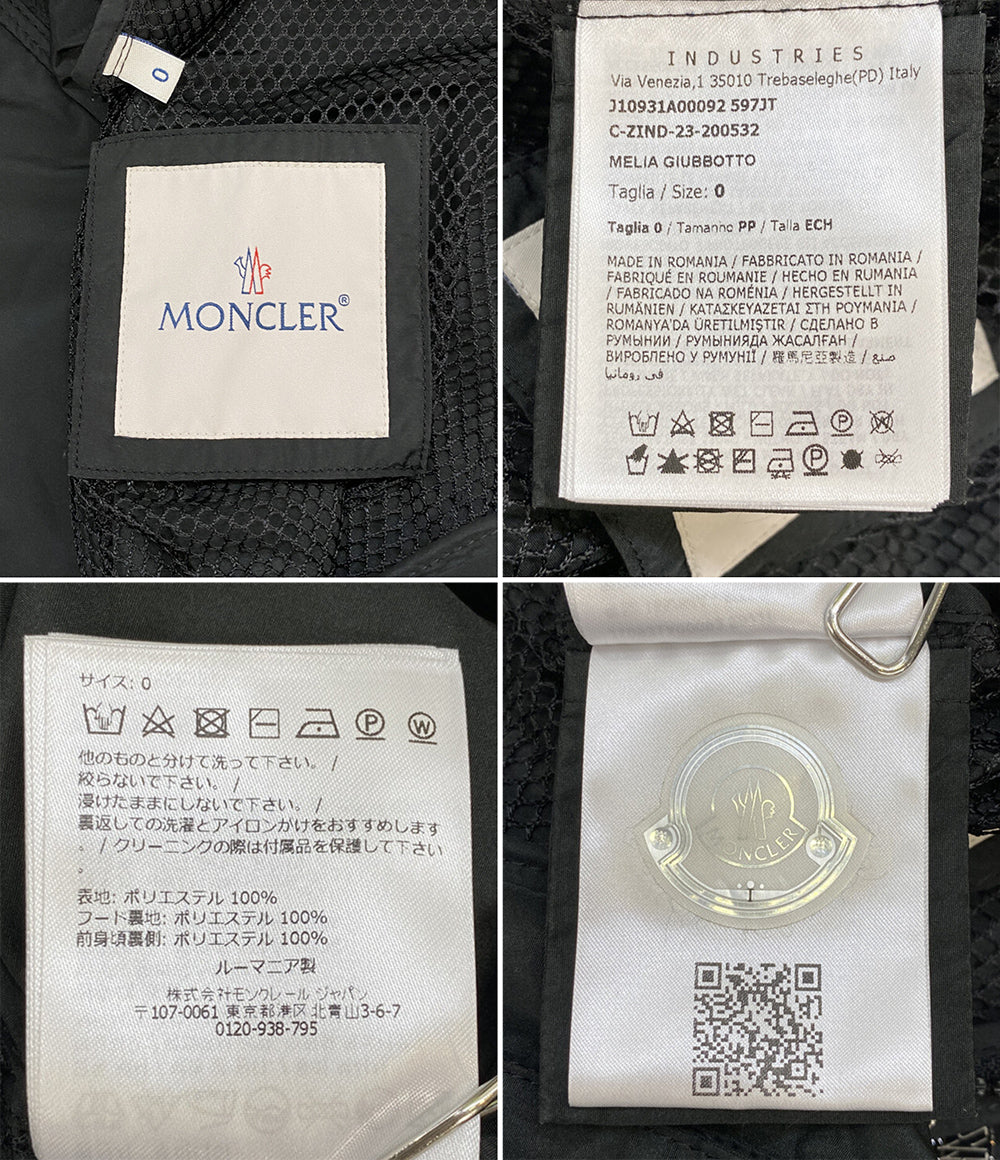 0
MONCLER®
INDUSTRIES
Via Venezia,1 35010 Trebaseleghe(PD) Italy
J10931A00092 597JT
C-ZIND-23-200532
MELIA GIUBBOTTO
Taglia / Size: 0
Taglia 0 / Tamanho PP / Talla ECH
MADE IN ROMANIA / FABBRICATO IN ROMANIA /
FABRIQUÉ EN ROUMANIE / HECHO EN RUMANIA
/ FABRICADO NA ROMÉNIA / HERGESTELLT IN
RUMÄNIEN / ΚΑΤΑΣΚΕΥΑΖΕΤΑΙ ΣΤΗ ΡΟΥΜΑΝΙΑ /
ROMANYA'DA ÜRETILMIŞTIR / СДЕЛАНО В
РУМЫНИИ / РУМЫНИЯДА ЖАСАЛҒАН /
ВИРОБЛЕНО У РУМУНІЇ / 羅馬尼亞製造 / صنع
في رومانيا
P
W
P
サイズ: 0
P
W
他のものと分けて洗って下さい。 /
絞らないで下さい。 /
浸けたままにしないで下さい。 /
裏返しての洗濯とアイロンがけをおすすめします
。 / クリーニングの際は付属品を保護して下さい
。
表地: ポリエステル 100%
フード裏地: ポリエステル 100%
前身頃裏側: ポリエステル 100%
ルーマニア製
株式会社モンクレール ジャパン
〒107-0061 東京都港区北青山3-6-7
0120-938-795
MONCLER